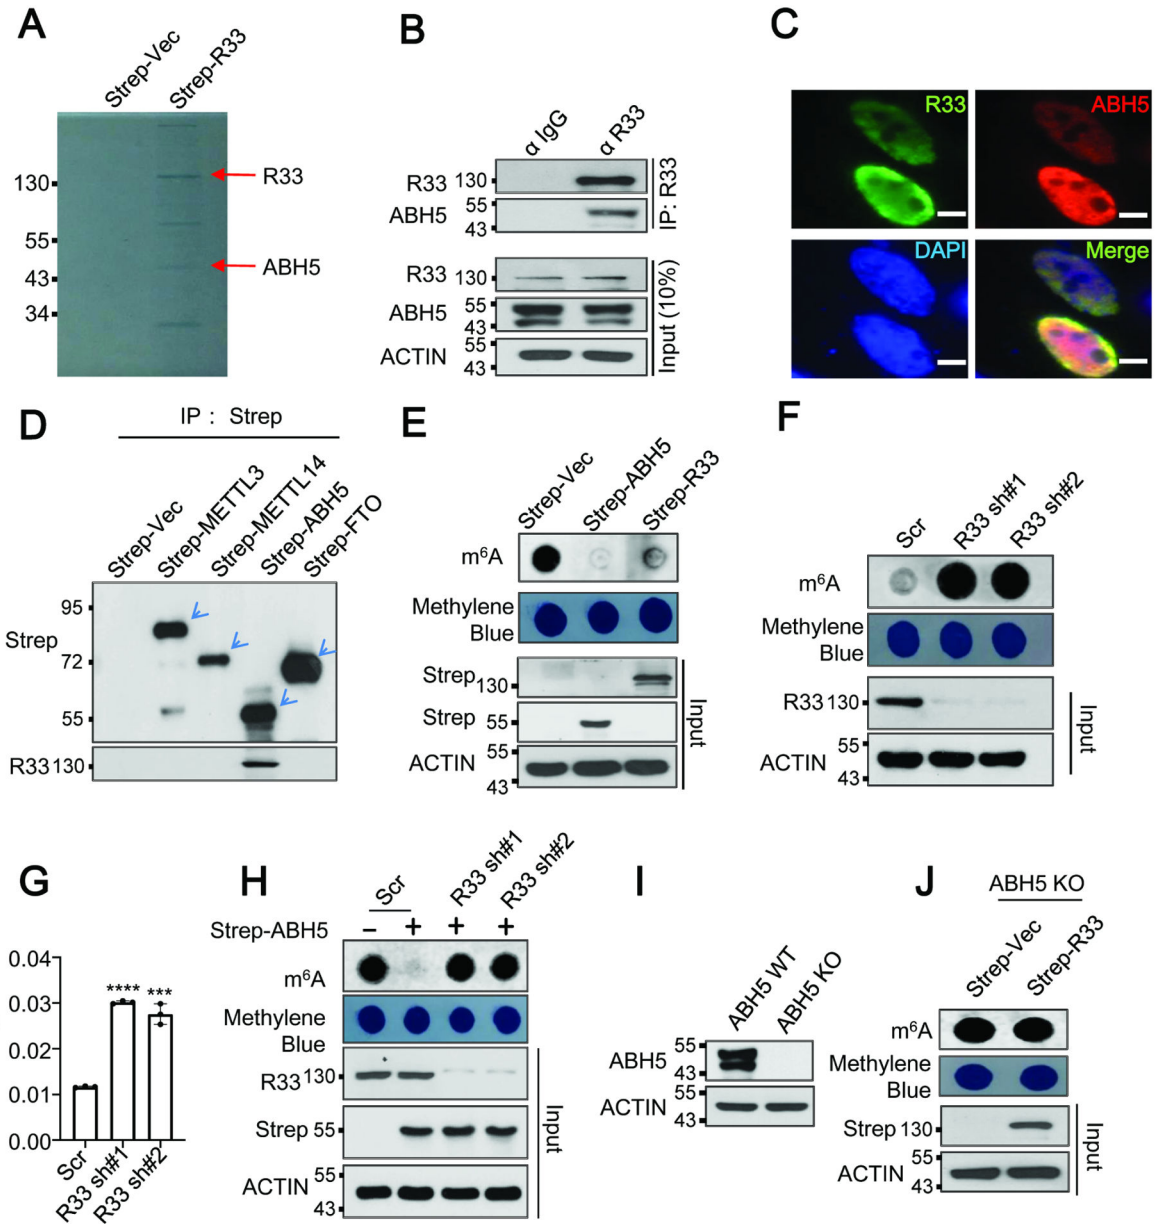 A
Strep-Vec
Strep-R33
130
55
43
34
R33
ABH5
B
α IgG
α R33
R33 130
ABH5 55
43
IP: R33
R33 130
ABH5 55
43
ACTIN 55
43
Input (10%)
C
R33
ABH5
DAPI
Merge
D
IP : Strep
Strep-Vec
Strep-METTL3
Strep-METTL14
Strep-ABH5
Strep-FTO
95
Strep
72
55
R33 130
E
Strep-Vec
Strep-ABH5
Strep-R33
m⁶A
Methylene
Blue
Strep 130
Strep 55
ACTIN 55
43
Input
F
Scr
R33 sh#1
R33 sh#2
m⁶A
Methylene
Blue
R33 130
ACTIN 55
43
Input
G
0.04
0.03
0.02
0.01
0.00
****
***
Scr
R33 sh#1
R33 sh#2
H
Scr
R33 sh#1
R33 sh#2
Strep-ABH5 − + + +
m⁶A
Methylene
Blue
R33 130
Strep 55
ACTIN 55
43
Input
I
ABH5 WT
ABH5 KO
ABH5 55
43
ACTIN 55
43
J
ABH5 KO
Strep-Vec
Strep-R33
m⁶A
Methylene
Blue
Strep 130
ACTIN 55
43
Input